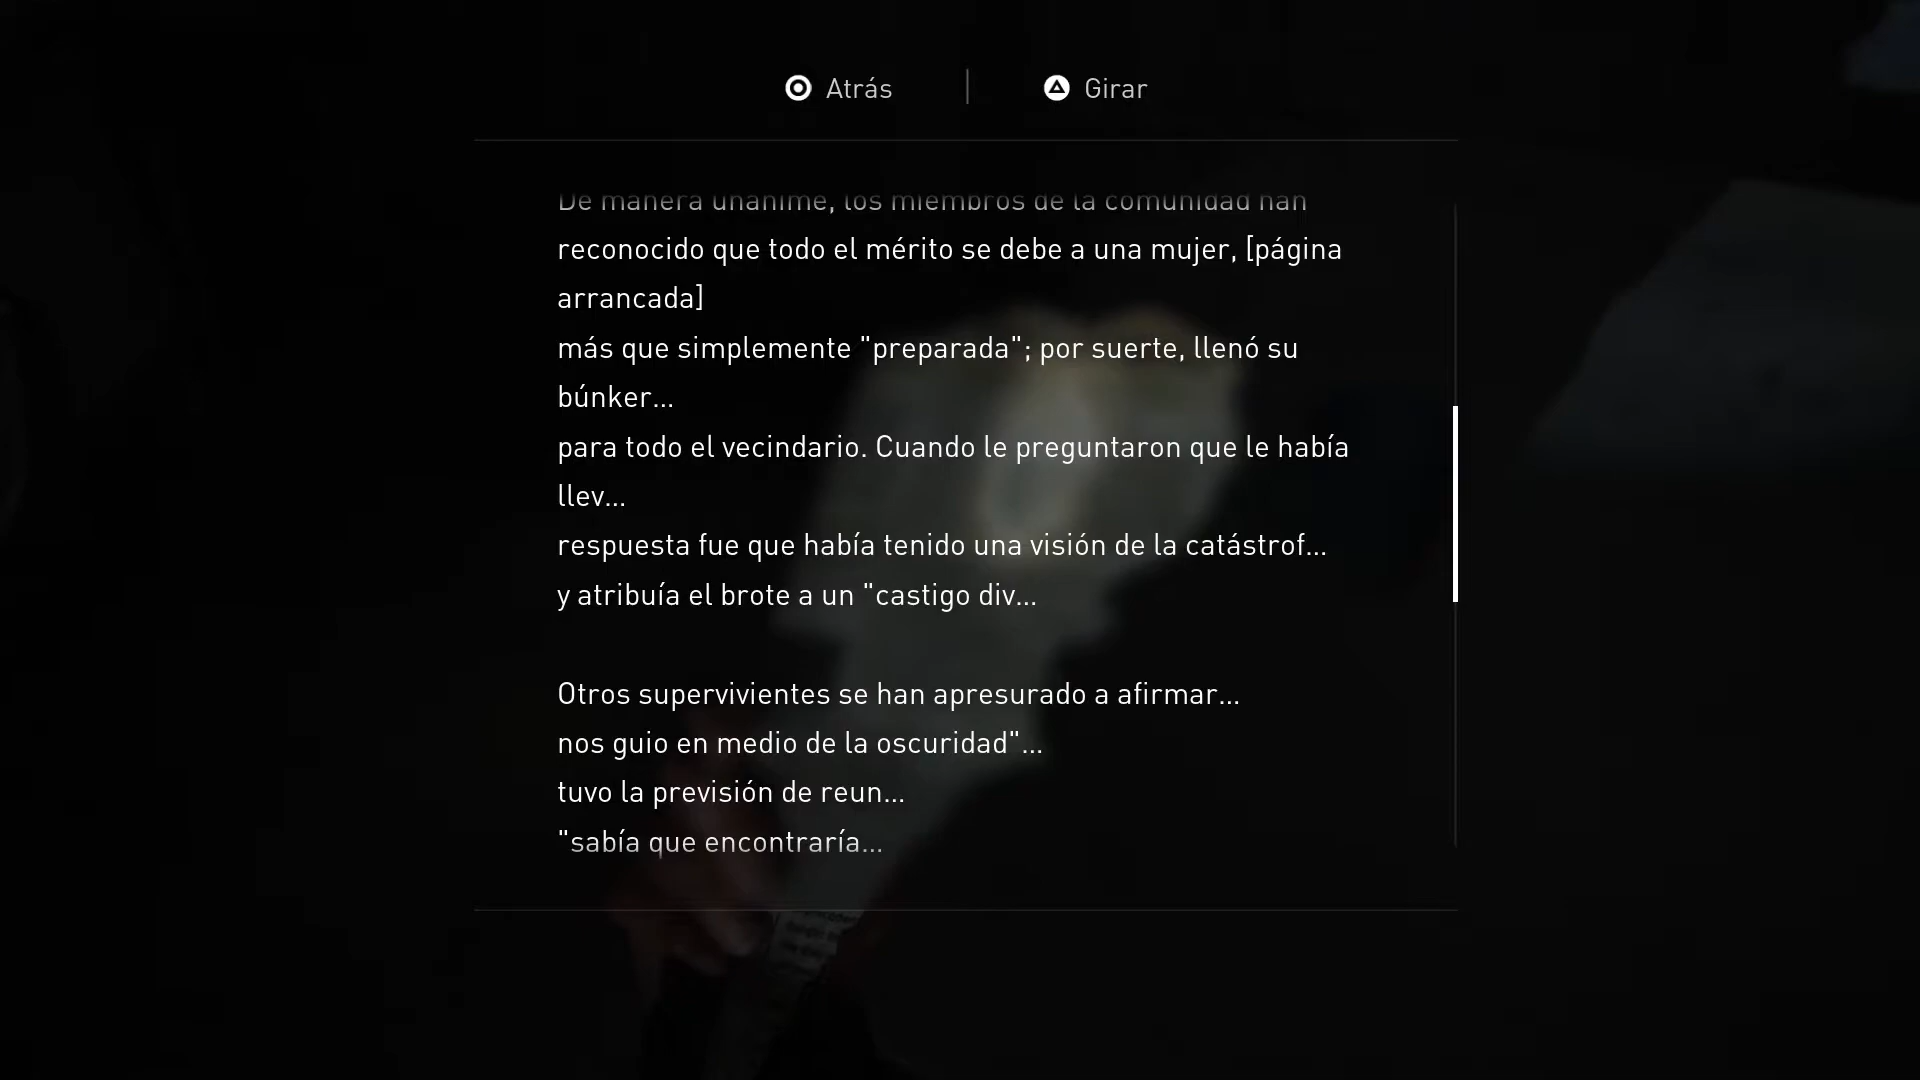 Atrás
Girar
De manera unánime, los miembros de la comunidad han
reconocido que todo el mérito se debe a una mujer, [página
arrancada]
más que simplemente "preparada"; por suerte, llenó su
búnker...
para todo el vecindario. Cuando le preguntaron que le había
llev...
respuesta fue que había tenido una visión de la catástrof...
y atribuía el brote a un "castigo div...
Otros supervivientes se han apresurado a afirmar...
nos guio en medio de la oscuridad"...
tuvo la previsión de reun...
"sabía que encontraría...